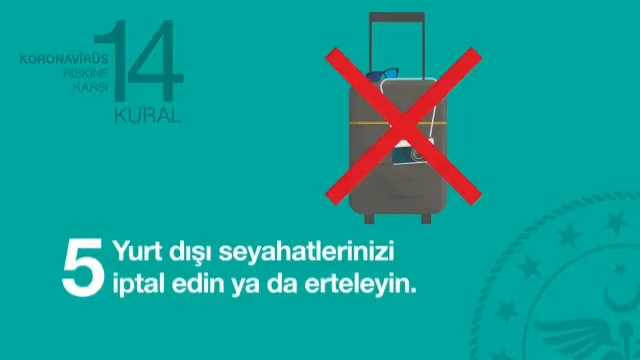 KORONAVİRÜS
RİSKİNE
KARŞI
14
KURAL
5
Yurt dışı seyahatlerinizi
iptal edin ya da erteleyin.